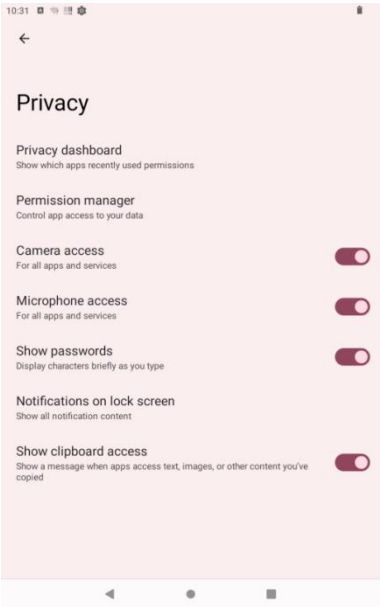 10:31
Privacy
Privacy dashboard
Show which apps recently used permissions
Permission manager
Control app access to your data
Camera access
For all apps and services
Microphone access
For all apps and services
Show passwords
Display characters briefly as you type
Notifications on lock screen
Show all notification content
Show clipboard access
Show a message when apps access text, images, or other content you've
copied